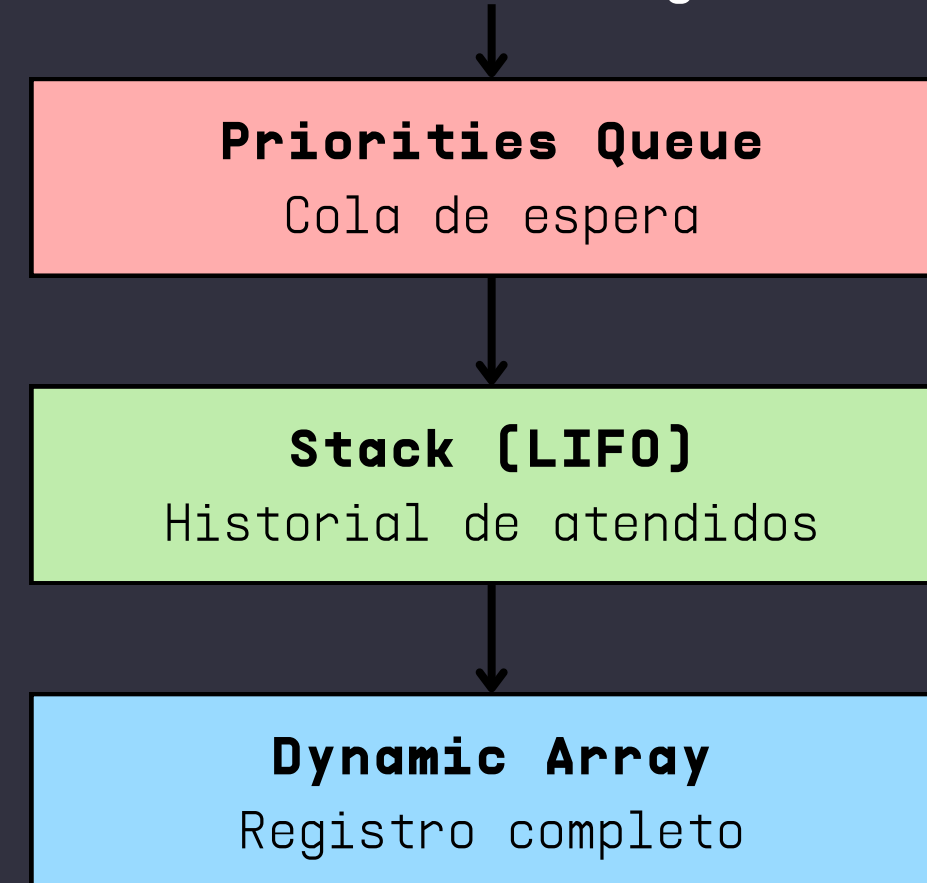 Priorities Queue
Cola de espera
Stack (LIFO)
Historial de atendidos
Dynamic Array
Registro completo